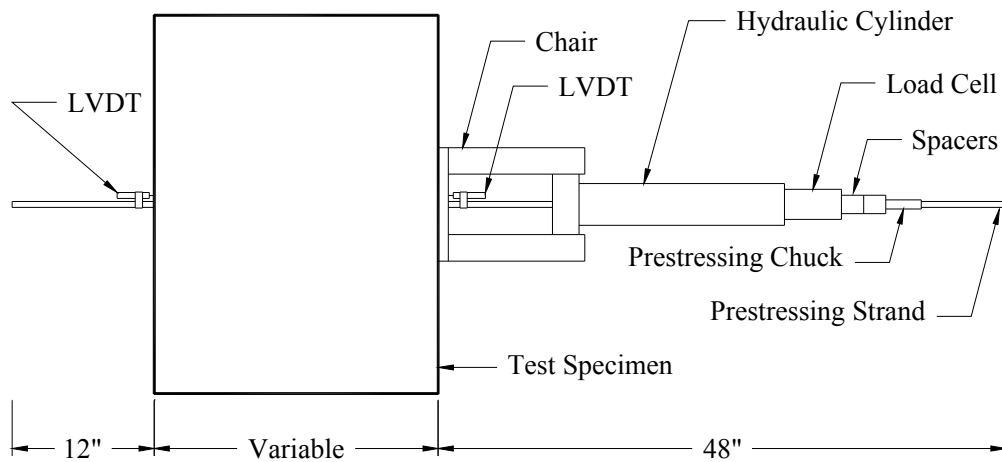 Hydraulic Cylinder
Chair
LVDT
LVDT
Load Cell
Spacers
Prestressing Chuck
Prestressing Strand
Test Specimen
12"
Variable
48"